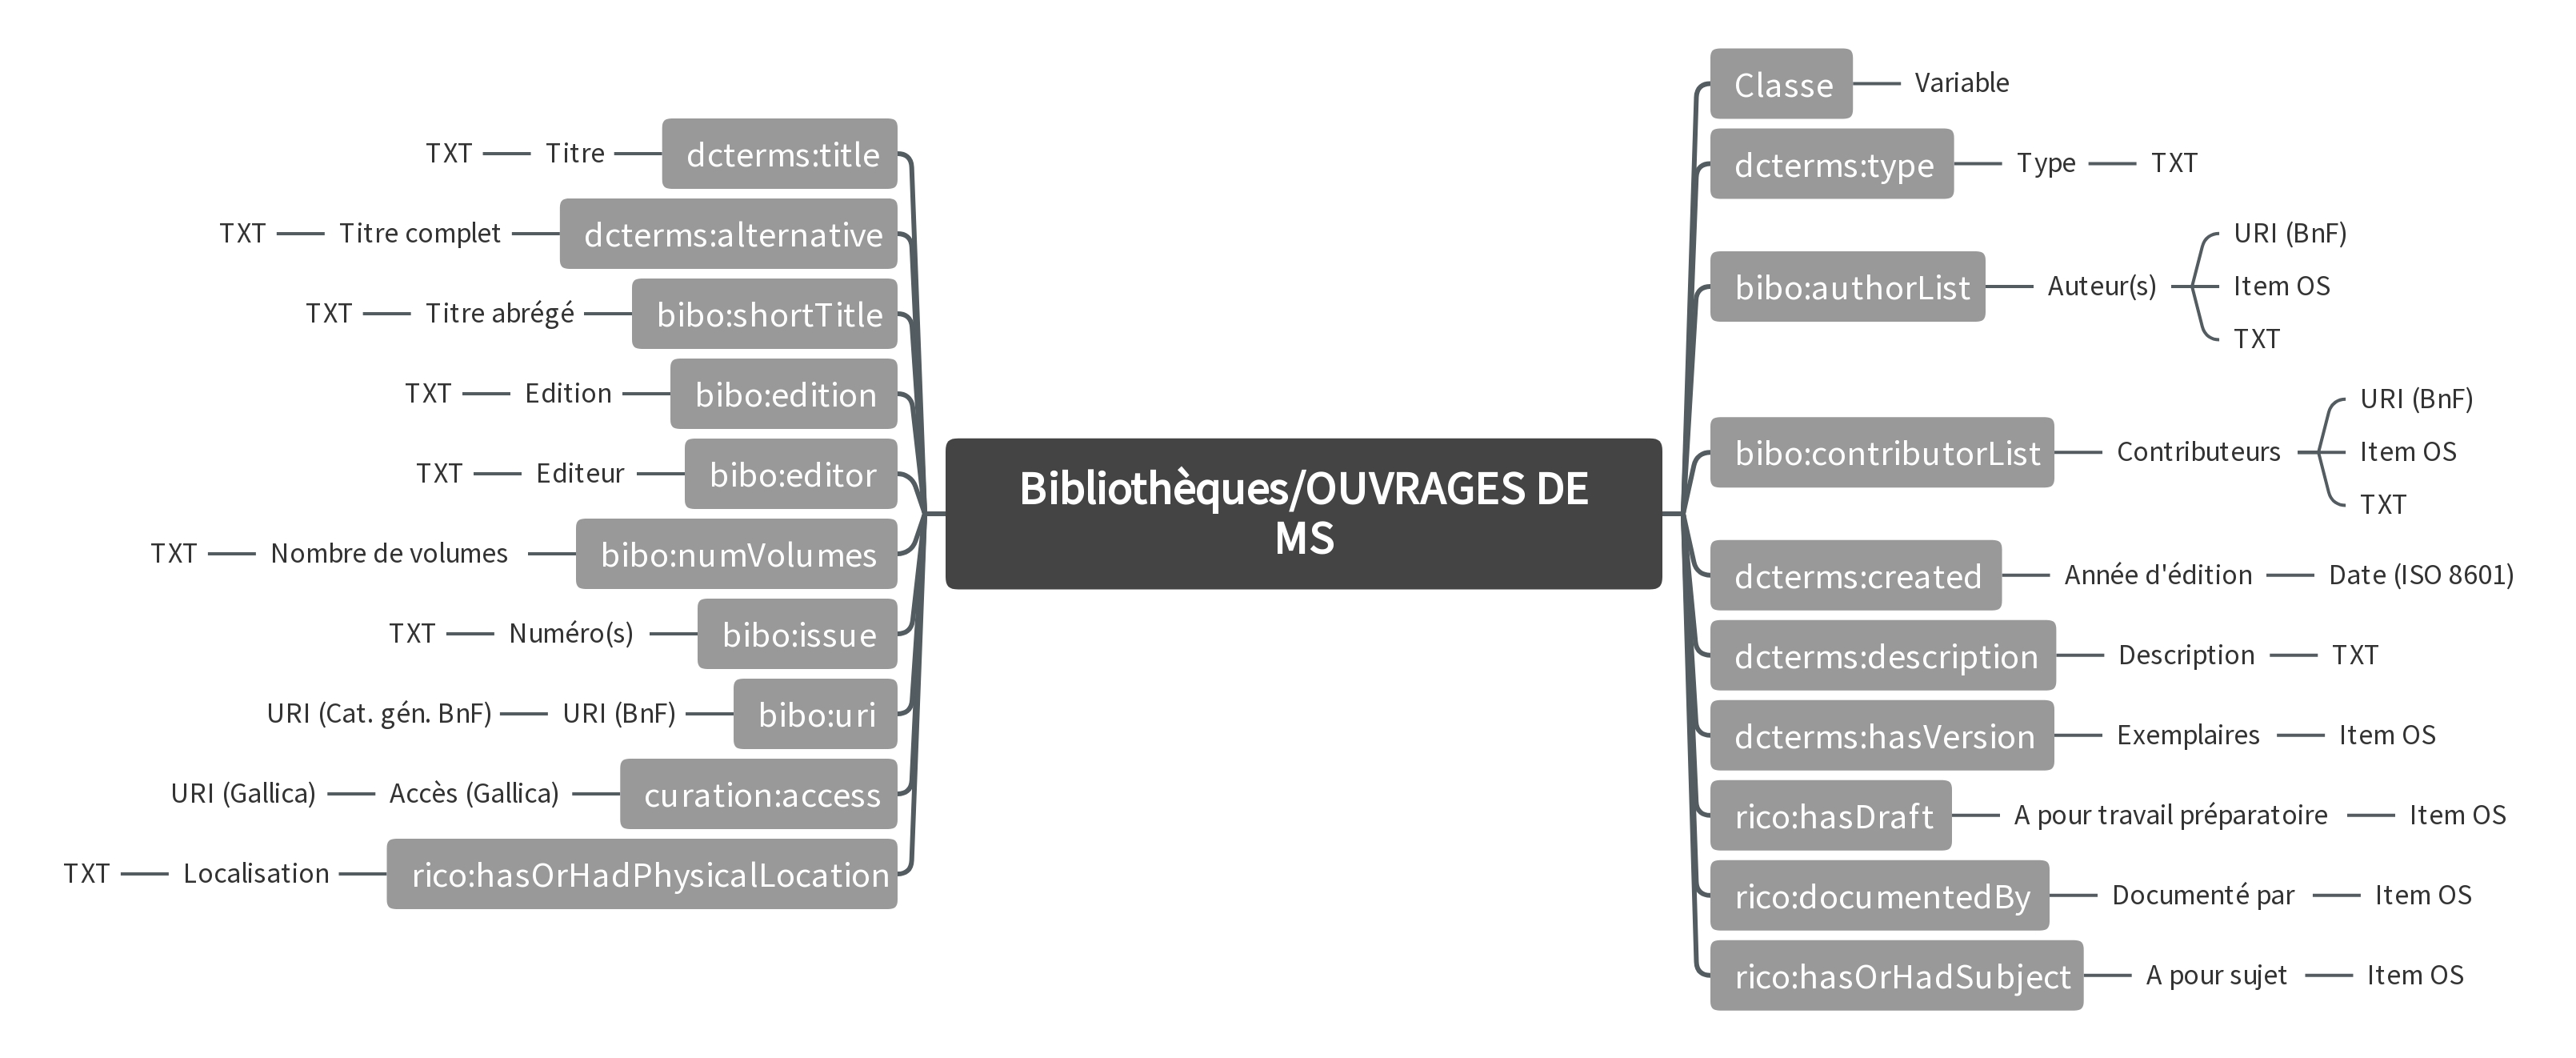 Bibliothèques/OUVRAGES DE
MS
Classe Variable
dcterms:type Type TXT
bibo:authorList Auteur(s)
URI (BnF)
Item OS
TXT
bibo:contributorList Contributeurs
URI (BnF)
Item OS
TXT
dcterms:created Année d'édition Date (ISO 8601)
dcterms:description Description TXT
dcterms:hasVersion Exemplaires Item OS
rico:hasDraft A pour travail préparatoire Item OS
rico:documentedBy Documenté par Item OS
rico:hasOrHadSubject A pour sujet Item OS
TXT Titre dcterms:title
TXT Titre complet dcterms:alternative
TXT Titre abrégé bibo:shortTitle
TXT Edition bibo:edition
TXT Editeur bibo:editor
TXT Nombre de volumes bibo:numVolumes
TXT Numéro(s) bibo:issue
URI (Cat. gén. BnF) URI (BnF) bibo:uri
URI (Gallica) Accès (Gallica) curation:access
TXT Localisation rico:hasOrHadPhysicalLocation